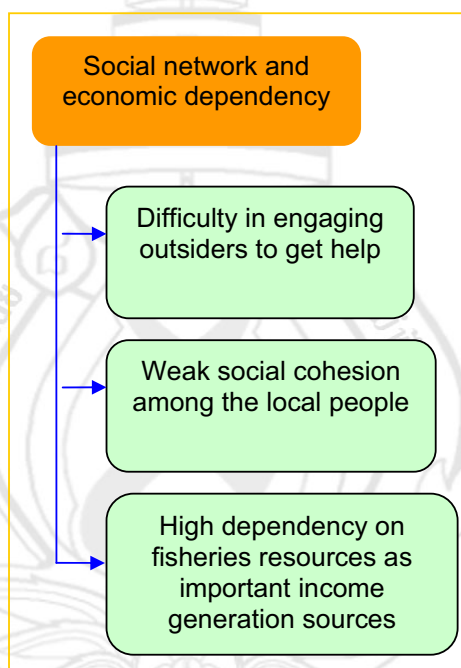 Social network and
economic dependency
Difficulty in engaging
outsiders to get help
Weak social cohesion
among the local people
High dependency on
fisheries resources as
important income
generation sources